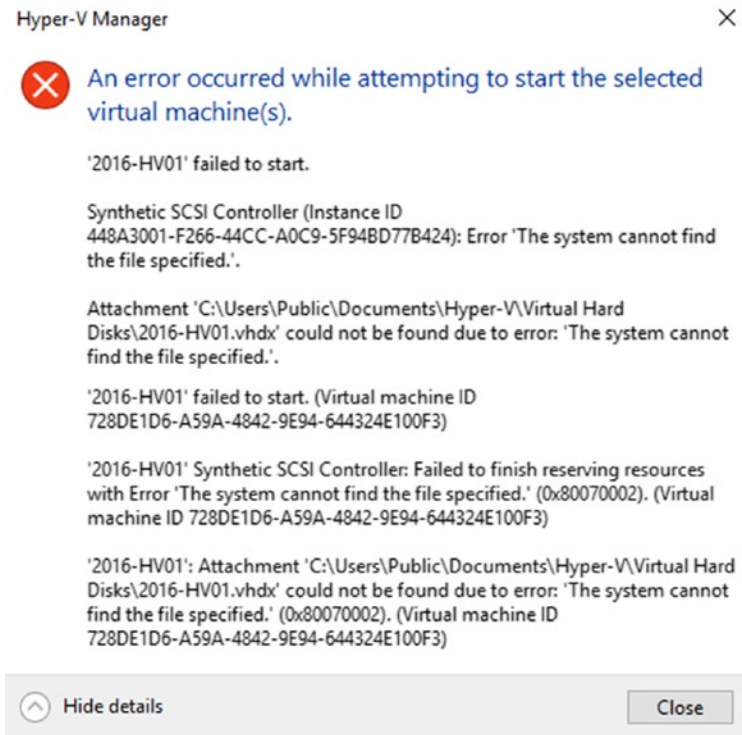 Hyper-V Manager
An error occurred while attempting to start the selected
virtual machine(s).
'2016-HV01' failed to start.
Synthetic SCSI Controller (Instance ID
448A3001-F266-44CC-A0C9-5F94BD77B424): Error 'The system cannot find
the file specified.'.
Attachment 'C:\Users\Public\Documents\Hyper-V\Virtual Hard
Disks\2016-HV01.vhdx' could not be found due to error: 'The system cannot
find the file specified.'.
'2016-HV01' failed to start. (Virtual machine ID
728DE1D6-A59A-4842-9E94-644324E100F3)
'2016-HV01' Synthetic SCSI Controller: Failed to finish reserving resources
with Error 'The system cannot find the file specified.' (0x80070002). (Virtual
machine ID 728DE1D6-A59A-4842-9E94-644324E100F3)
'2016-HV01': Attachment 'C:\Users\Public\Documents\Hyper-V\Virtual Hard
Disks\2016-HV01.vhdx' could not be found due to error: 'The system cannot
find the file specified.' (0x80070002). (Virtual machine ID
728DE1D6-A59A-4842-9E94-644324E100F3)
Hide details
Close